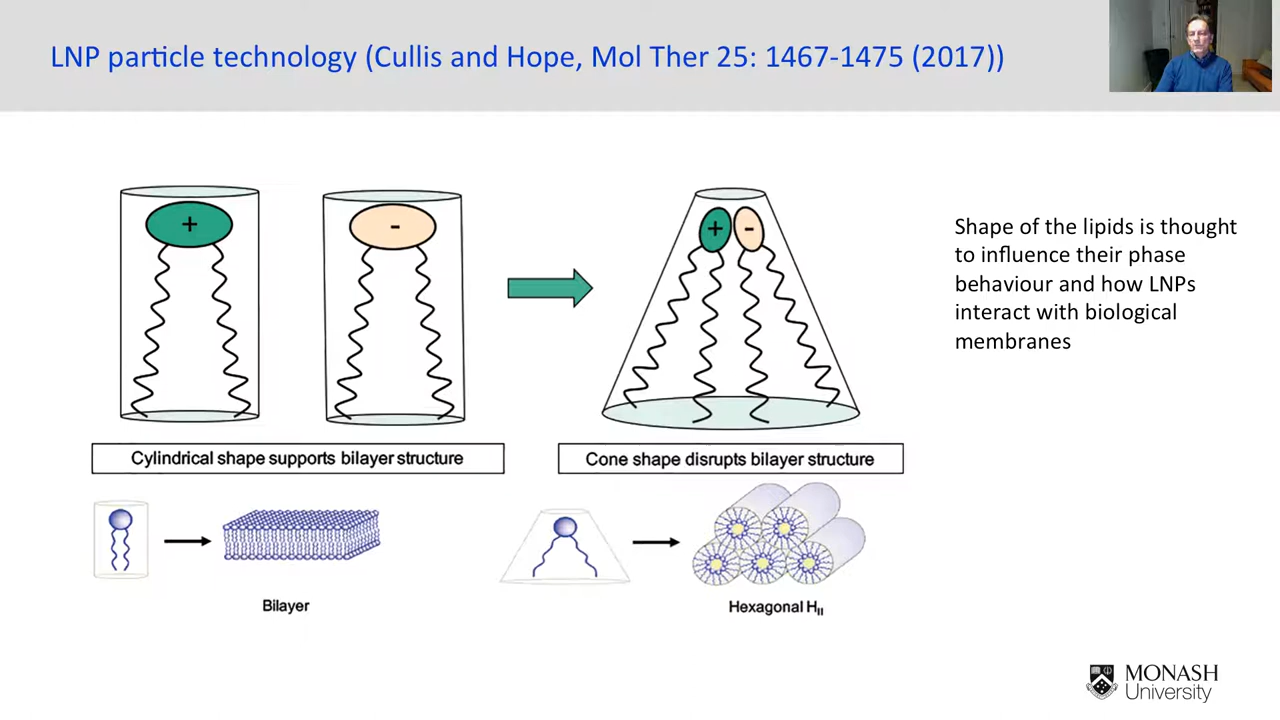 LNP particle technology (Cullis and Hope, Mol Ther 25: 1467-1475 (2017))
+
-
+
-
Shape of the lipids is thought
to influence their phase
behaviour and how LNPs
interact with biological
membranes
Cylindrical shape supports bilayer structure
Cone shape disrupts bilayer structure
Bilayer
Hexagonal HII
MONASH
University